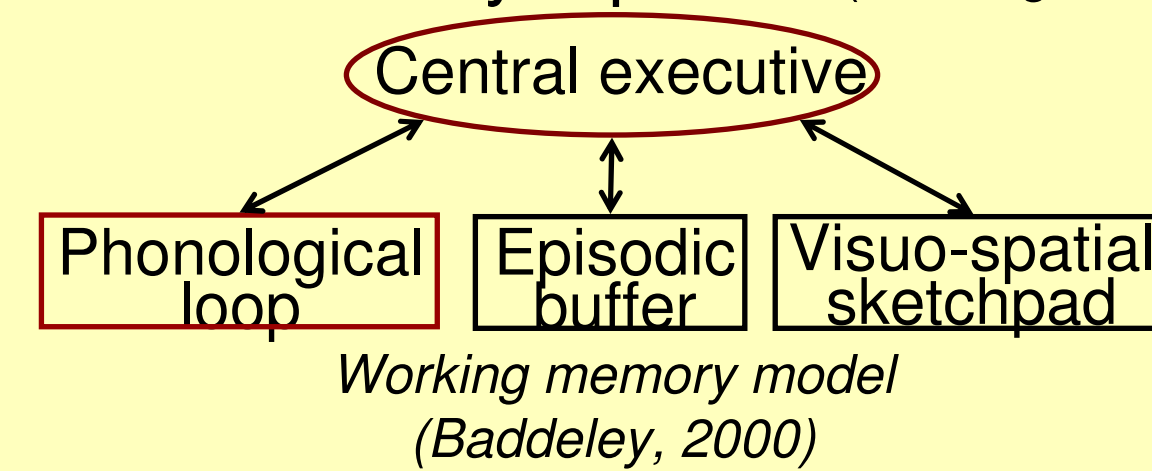 Central executive
Phonological Episodic Visuo-spatial
loop buffer sketchpad
Working memory model
(Baddeley, 2000)